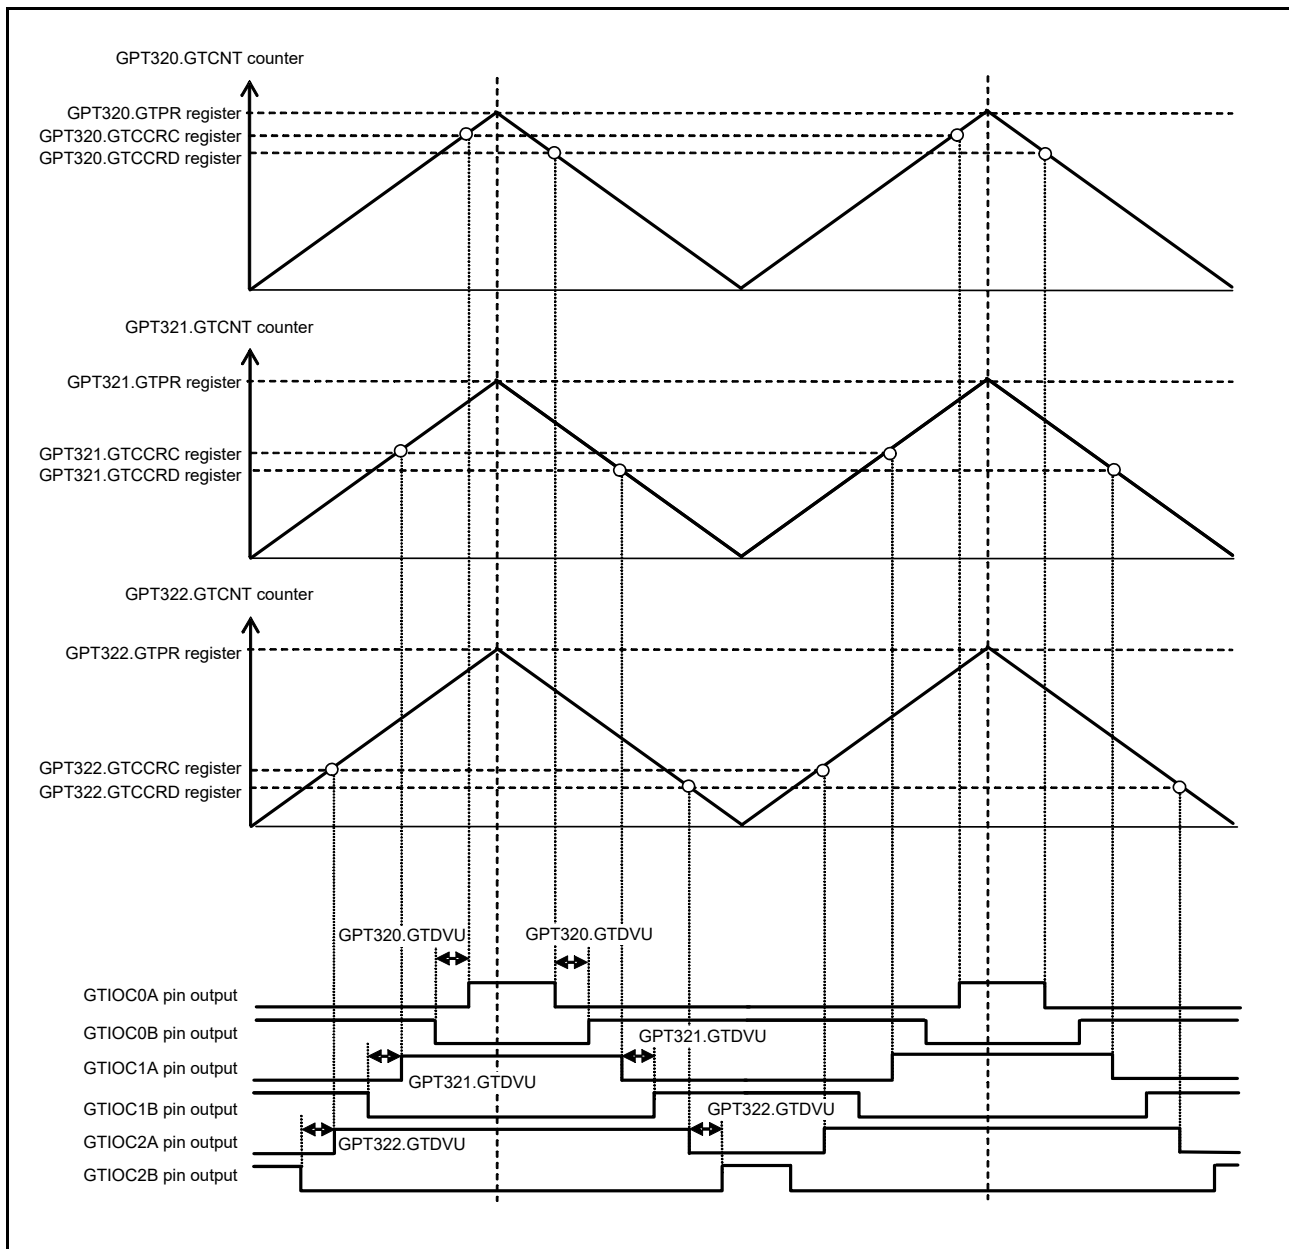 GPT320.GTCNT counter
GPT320.GTPR register
GPT320.GTCCRC register
GPT320.GTCCRD register
GPT321.GTCNT counter
GPT321.GTPR register
GPT321.GTCCRC register
GPT321.GTCCRD register
GPT322.GTCNT counter
GPT322.GTPR register
GPT322.GTCCRC register
GPT322.GTCCRD register
GPT320.GTDVU GPT320.GTDVU
GTIOC0A pin output
GTIOC0B pin output
GPT321.GTDVU
GTIOC1A pin output
GPT321.GTDVU
GTIOC1B pin output
GPT322.GTDVU
GTIOC2A pin output
GPT322.GTDVU
GTIOC2B pin output